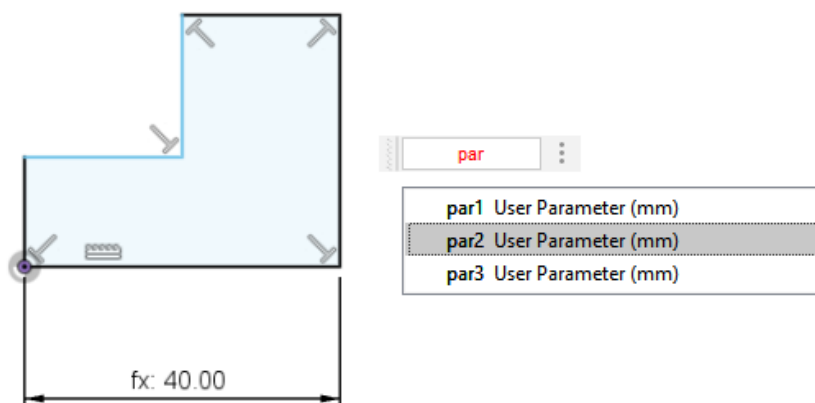 par
par1 User Parameter (mm)
par2 User Parameter (mm)
par3 User Parameter (mm)
fx: 40.00